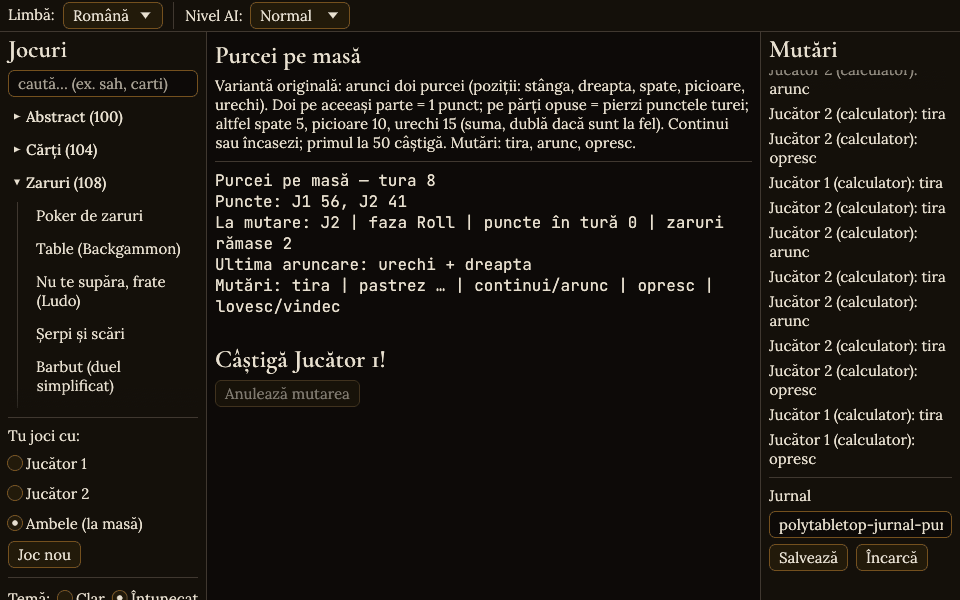 Limbă: Română Nivel AI: Normal
Jocuri
caută... (ex. sah, carti)
Abstract (100)
Cărți (104)
Zaruri (108)
Poker de zaruri
Table (Backgammon)
Nu te supăra, frate
(Ludo)
Șerpi și scări
Barbut (duel
simplificat)
Tu joci cu:
Jucător 1
Jucător 2
Ambele (la masă)
Joc nou
Temă: Clar Întunecat
Purcei pe masă
Variantă originală: arunci doi purcei (poziții: stânga, dreapta, spate, picioare,
urechi). Doi pe aceeași parte = 1 punct; pe părți opuse = pierzi punctele turei;
altfel spate 5, picioare 10, urechi 15 (suma, dublă dacă sunt la fel). Continui
sau încasezi; primul la 50 câștigă. Mutări: tira, arunc, opresc.
Purcei pe masă — tura 8
Puncte: J1 56, J2 41
La mutare: J2 | faza Roll | puncte în tură 0 | zaruri
rămase 2
Ultima aruncare: urechi + dreapta
Mutări: tira | pastrez … | continui/arunc | opresc |
lovesc/vindec
Câștigă Jucător 1!
Anulează mutarea
Mutări
Jucător 2 (calculator):
arunc
Jucător 2 (calculator): tira
Jucător 2 (calculator):
opresc
Jucător 1 (calculator): tira
Jucător 2 (calculator): tira
Jucător 2 (calculator):
arunc
Jucător 2 (calculator): tira
Jucător 2 (calculator):
arunc
Jucător 2 (calculator): tira
Jucător 2 (calculator):
opresc
Jucător 1 (calculator): tira
Jucător 1 (calculator):
opresc
Jurnal
polytabletop-jurnal-pur
Salvează Încarcă